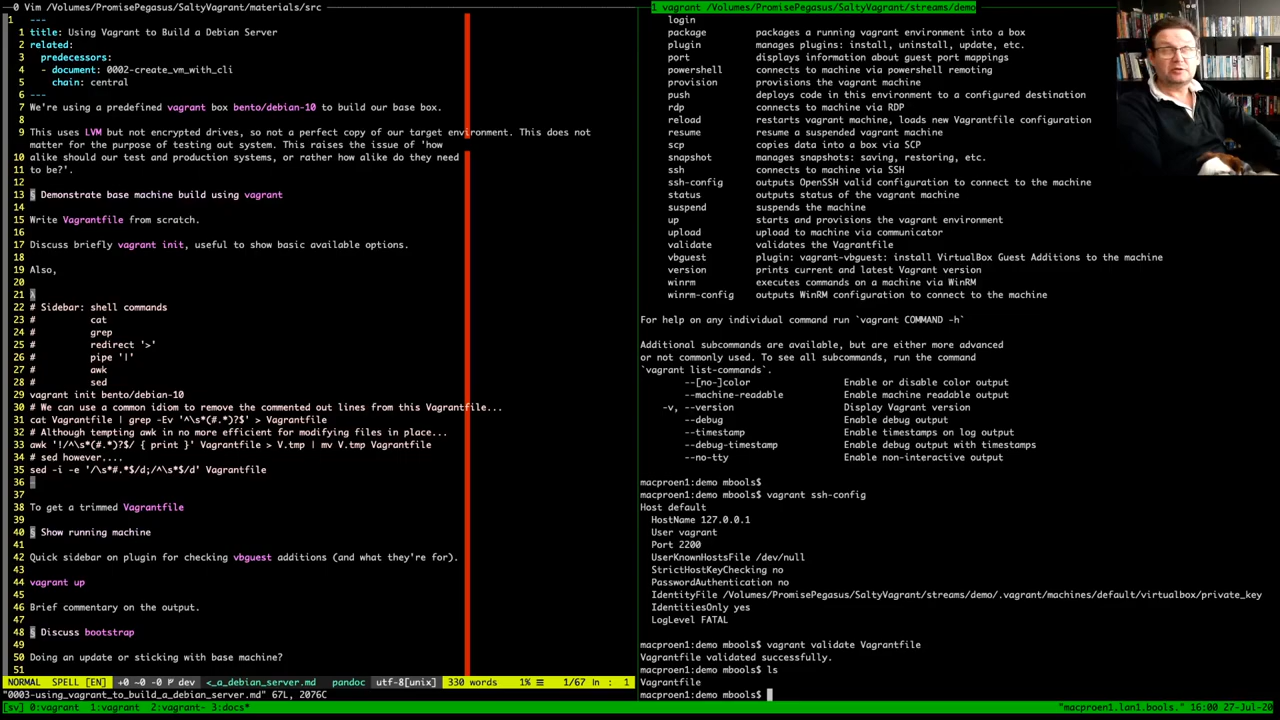 0 Vim /Volumes/PromisePegasus/SaltyVagrant/materials/src
1 ---
1 title: Using Vagrant to Build a Debian Server
2 related:
3 predecessors:
4 - document: 0002-create_vm_with_cli
5 chain: central
6 ---
7 We're using a predefined vagrant box bento/debian-10 to build our base box.
8
9 This uses LVM but not encrypted drives, so not a perfect copy of our target environment. This does not
matter for the purpose of testing out system. This raises the issue of 'how
10 alike should our test and production systems, or rather how alike do they need
11 to be?'.
12
13 § Demonstrate base machine build using vagrant
14
15 Write Vagrantfile from scratch.
16
17 Discuss briefly vagrant init, useful to show basic available options.
18
19 Also,
20
21 λ
22 # Sidebar: shell commands
23 # cat
24 # grep
25 # redirect '>'
26 # pipe '|'
27 # awk
28 # sed
29 vagrant init bento/debian-10
30 # We can use a common idiom to remove the commented out lines from this Vagrantfile...
31 cat Vagrantfile | grep -Ev '^\s*(#.*)?$' > Vagrantfile
32 # Although tempting awk in no more efficient for modifying files in place...
33 awk '!/^\s*(#.*)?$/ { print }' Vagrantfile > V.tmp | mv V.tmp Vagrantfile
34 # sed however....
35 sed -i -e '/\s*#.*$/d;/^\s*$/d' Vagrantfile
36
37
38 To get a trimmed Vagrantfile
39
40 § Show running machine
41
42 Quick sidebar on plugin for checking vbguest additions (and what they're for).
43
44 vagrant up
45
46 Brief commentary on the output.
47
48 § Discuss bootstrap
49
50 Doing an update or sticking with base machine?
51
NORMAL SPELL [EN] +0 ~0 -0 dev <_a_debian_server.md pandoc utf-8[unix] 330 words 1% ≡ 1/67 ln : 1
"0003-using_vagrant_to_build_a_debian_server.md" 67L, 2076C
1 vagrant /Volumes/PromisePegasus/SaltyVagrant/streams/demo
login
package packages a running vagrant environment into a box
plugin manages plugins: install, uninstall, update, etc.
port displays information about guest port mappings
powershell connects to machine via powershell remoting
provision provisions the vagrant machine
push deploys code in this environment to a configured destination
rdp connects to machine via RDP
reload restarts vagrant machine, loads new Vagrantfile configuration
resume resume a suspended vagrant machine
scp copies data into a box via SCP
snapshot manages snapshots: saving, restoring, etc.
ssh connects to machine via SSH
ssh-config outputs OpenSSH valid configuration to connect to the machine
status outputs status of the vagrant machine
suspend suspends the machine
up starts and provisions the vagrant environment
upload upload to machine via communicator
validate validates the Vagrantfile
vbguest plugin: vagrant-vbguest: install VirtualBox Guest Additions to the machine
version prints current and latest Vagrant version
winrm executes commands on a machine via WinRM
winrm-config outputs WinRM configuration to connect to the machine
For help on any individual command run `vagrant COMMAND -h`
Additional subcommands are available, but are either more advanced
or not commonly used. To see all subcommands, run the command
`vagrant list-commands`.
--[no-]color Enable or disable color output
--machine-readable Enable machine readable output
-v, --version Display Vagrant version
--debug Enable debug output
--timestamp Enable timestamps on log output
--debug-timestamp Enable debug output with timestamps
--no-tty Enable non-interactive output
macproen1:demo mbools$
macproen1:demo mbools$ vagrant ssh-config
Host default
HostName 127.0.0.1
User vagrant
Port 2200
UserKnownHostsFile /dev/null
StrictHostKeyChecking no
PasswordAuthentication no
IdentityFile /Volumes/PromisePegasus/SaltyVagrant/streams/demo/.vagrant/machines/default/virtualbox/private_key
IdentitiesOnly yes
LogLevel FATAL
macproen1:demo mbools$ vagrant validate Vagrantfile
Vagrantfile validated successfully.
macproen1:demo mbools$ ls
Vagrantfile
macproen1:demo mbools$
[sv] 0:vagrant 1:vagrant 2:vagrant- 3:docs* "macproen1.lan1.bools." 16:00 27-Jul-20